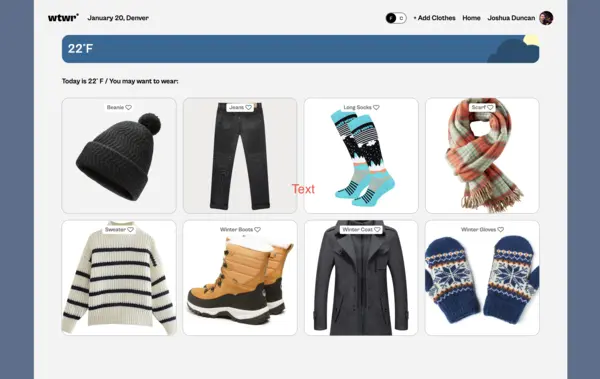 wtwr°
January 20, Denver
F C
+ Add Clothes
Home
Joshua Duncan
22°F
Today is 22° F / You may want to wear:
Beanie
Jeans
Long Socks
Scarf
Text
Sweater
Winter Boots
Winter Coat
Winter Gloves